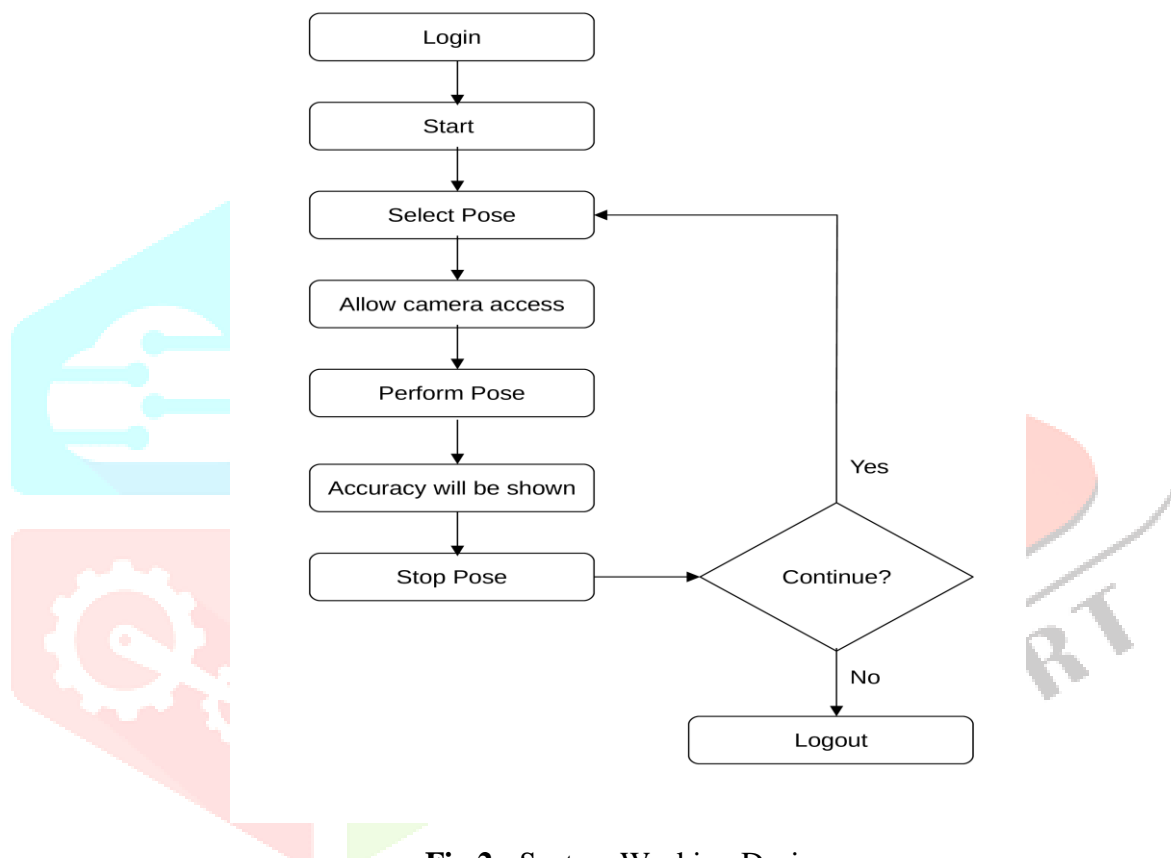 Login
Start
Select Pose
Allow camera access
Perform Pose
Accuracy will be shown
Stop Pose
Continue?
Yes
No
Logout
RT